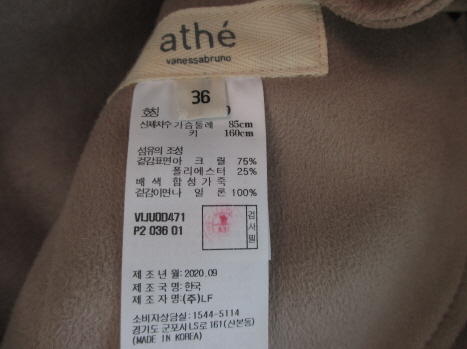 athé
vanessabruno
36
호칭
신체치수 가슴둘레 85cm
키 160cm
섬유의 조성
겉감표면아 크 릴 75%
폴리에스터 25%
배 색 합 성 가 죽
겉감이면나 일 론 100%
VIJU0D471
P2 036 01
검사필
제 조 년 월: 2020.09
제 조 국 명: 한국
제 조 자 명: (주)LF
소비자상담실: 1544-5114
경기도 군포시 LS로 161(산본동)
(MADE IN KOREA)